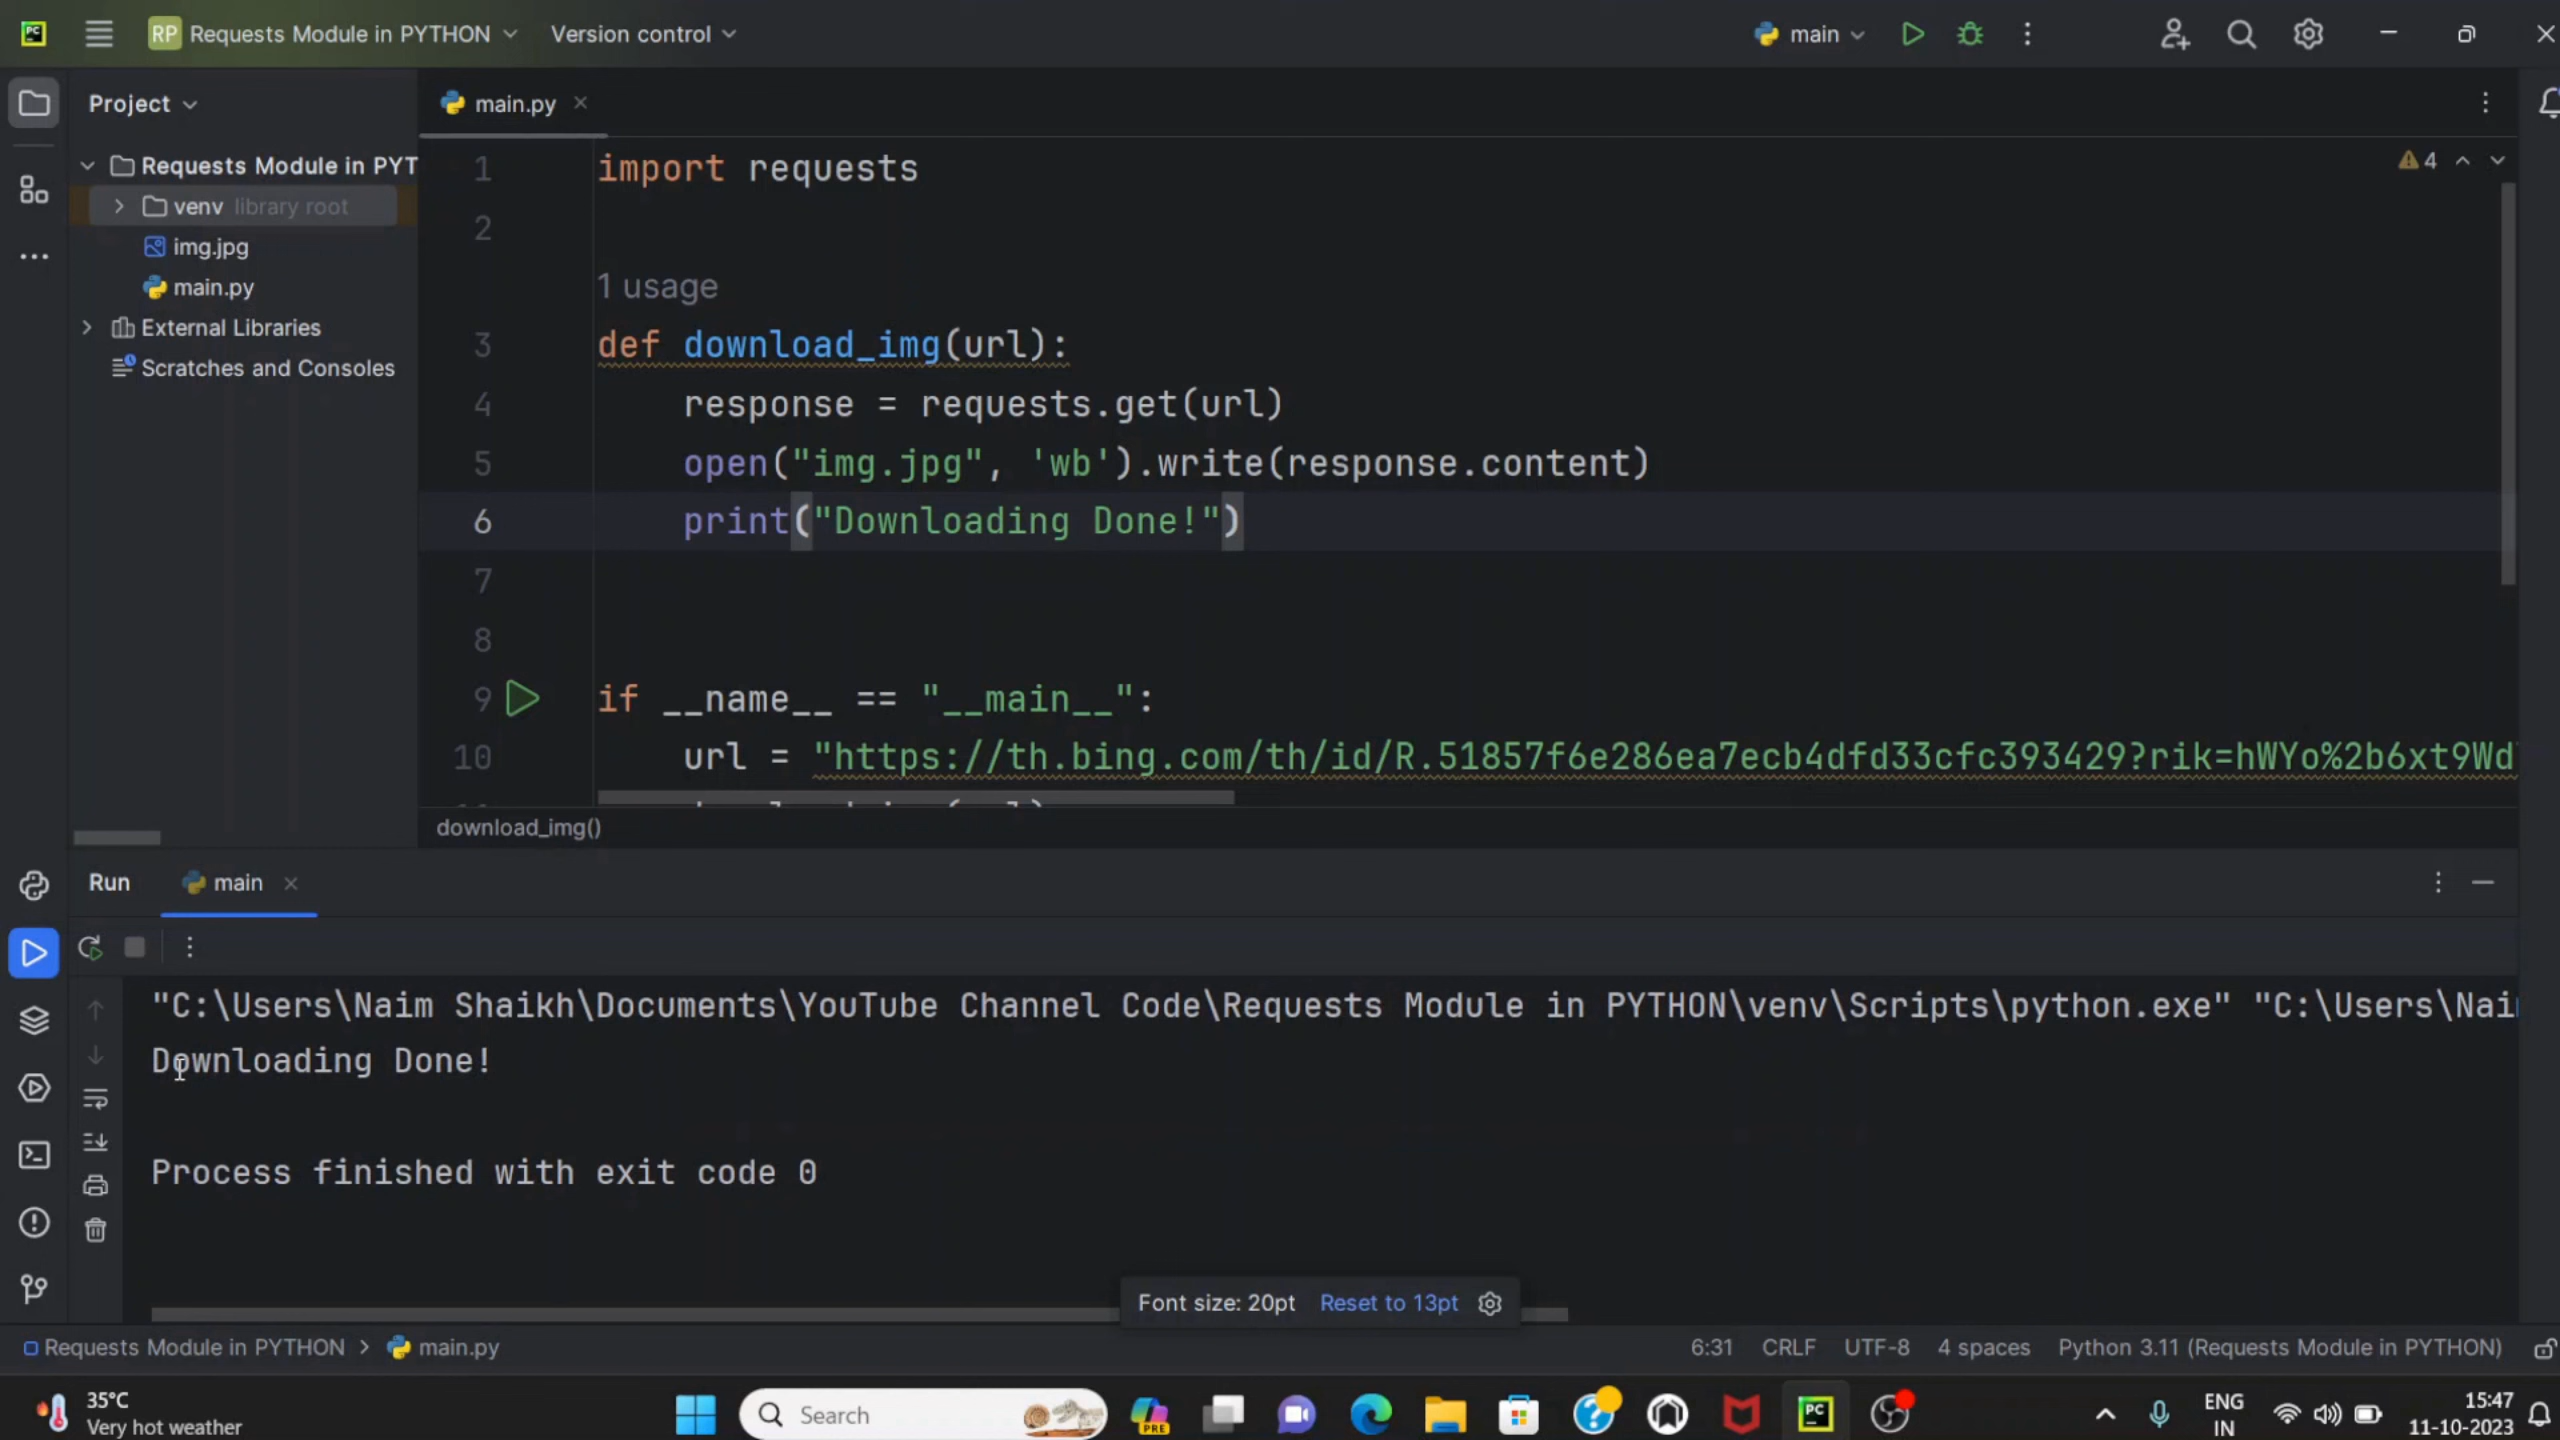 PC RP Requests Module in PYTHON Version control main
Project main.py
Requests Module in PYT
venv library root
img.jpg
main.py
External Libraries
Scratches and Consoles
4
1 import requests
2
1 usage
3 def download_img(url):
4 response = requests.get(url)
5 open("img.jpg", 'wb').write(response.content)
6 print("Downloading Done!")
7
8
9 if __name__ == "__main__":
10 url = "https://th.bing.com/th/id/R.51857f6e286ea7ecb4dfd33cfc393429?rik=hWYo%2b6xt9Wd
download_img()
Run main
"C:\Users\Naim Shaikh\Documents\YouTube Channel Code\Requests Module in PYTHON\venv\Scripts\python.exe" "C:\Users\Nai
Downloading Done!
Process finished with exit code 0
Font size: 20pt Reset to 13pt
Requests Module in PYTHON > main.py 6:31 CRLF UTF-8 4 spaces Python 3.11 (Requests Module in PYTHON)
35°C
Very hot weather
Search
PRE
PC
ENG
IN
15:47
11-10-2023